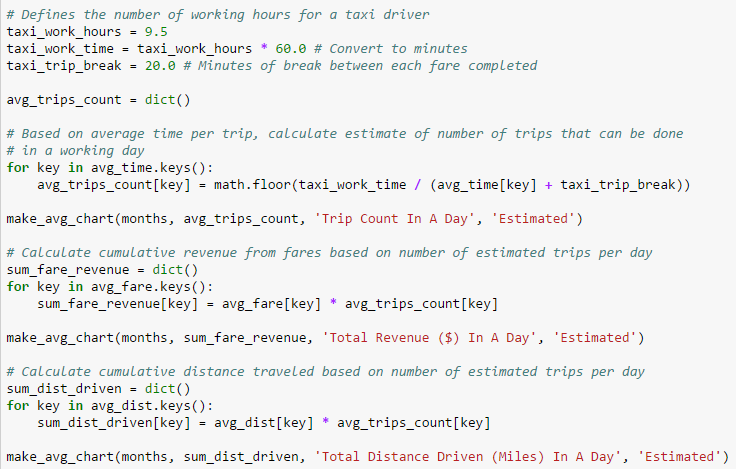 # Defines the number of working hours for a taxi driver
taxi_work_hours = 9.5
taxi_work_time = taxi_work_hours * 60.0 # Convert to minutes
taxi_trip_break = 20.0 # Minutes of break between each fare completed

avg_trips_count = dict()

# Based on average time per trip, calculate estimate of number of trips that can be done
# in a working day
for key in avg_time.keys():
    avg_trips_count[key] = math.floor(taxi_work_time / (avg_time[key] + taxi_trip_break))

make_avg_chart(months, avg_trips_count, 'Trip Count In A Day', 'Estimated')

# Calculate cumulative revenue from fares based on number of estimated trips per day
sum_fare_revenue = dict()
for key in avg_fare.keys():
    sum_fare_revenue[key] = avg_fare[key] * avg_trips_count[key]

make_avg_chart(months, sum_fare_revenue, 'Total Revenue ($) In A Day', 'Estimated')

# Calculate cumulative distance traveled based on number of estimated trips per day
sum_dist_driven = dict()
for key in avg_dist.keys():
    sum_dist_driven[key] = avg_dist[key] * avg_trips_count[key]

make_avg_chart(months, sum_dist_driven, 'Total Distance Driven (Miles) In A Day', 'Estimated')